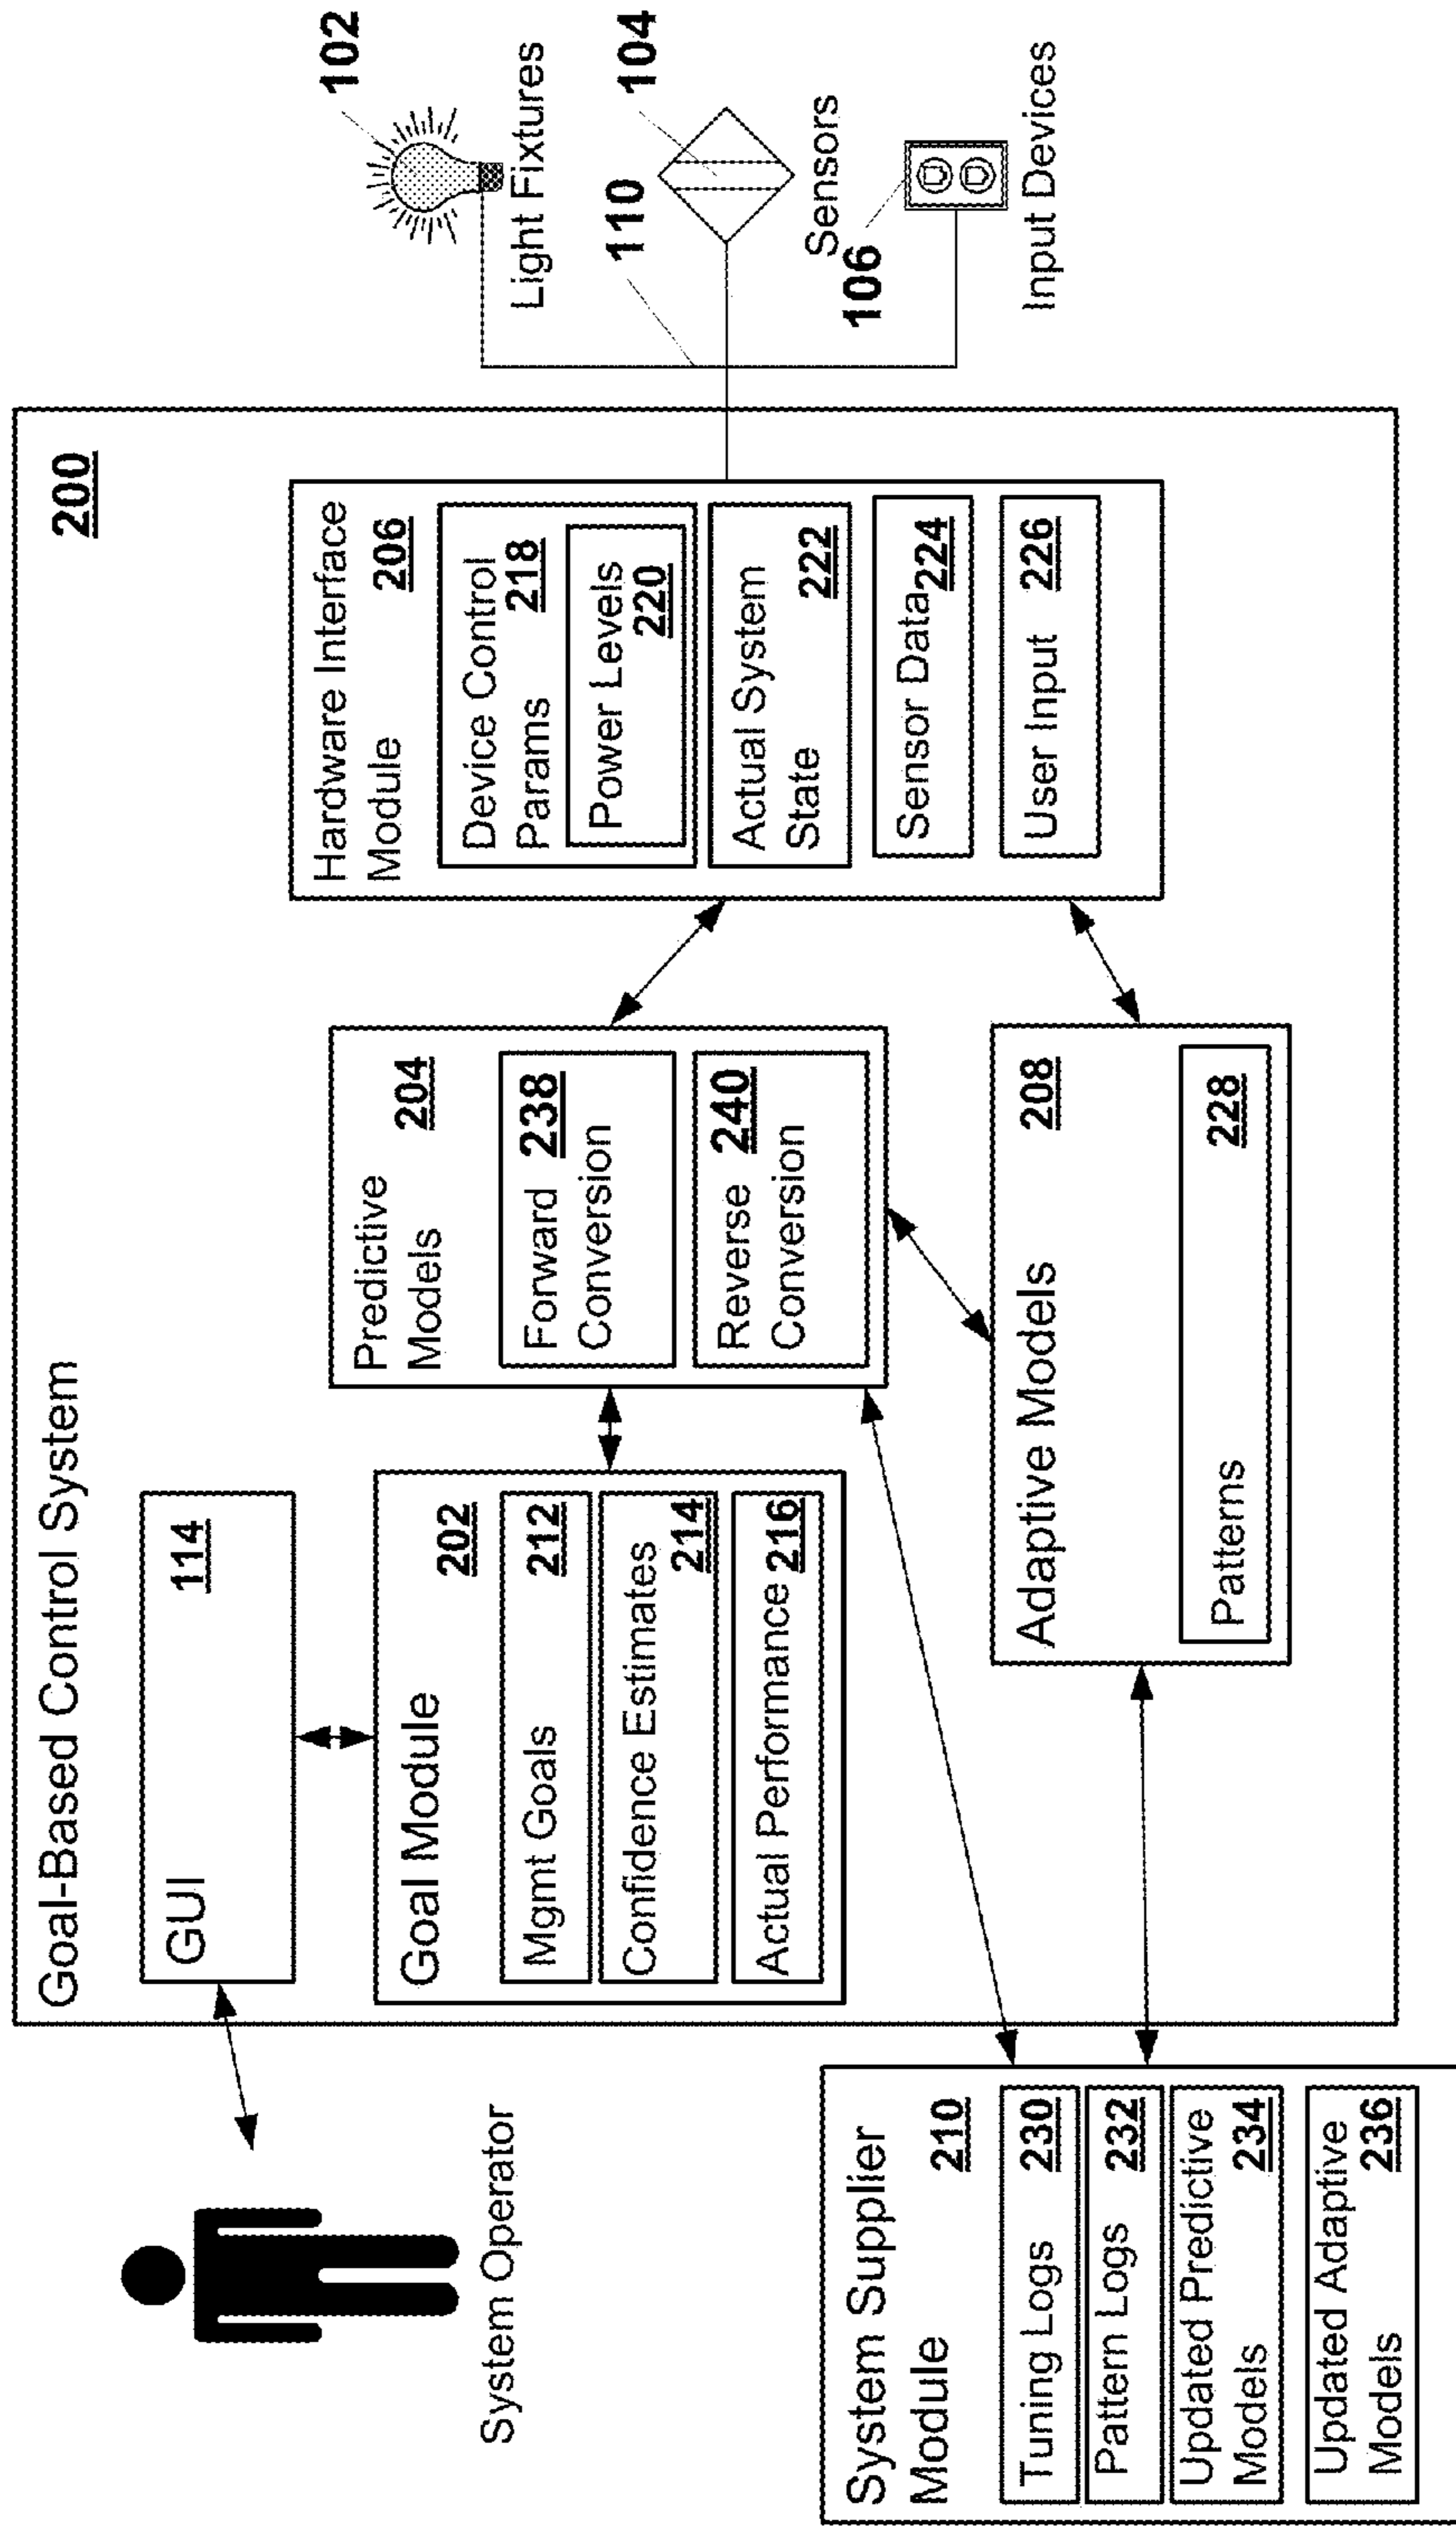 Goal-Based Control System
200
GUI
114
System Operator
Goal Module
202
Mgmt Goals 212
Confidence Estimates
214
Actual Performance 216
Predictive
Models
204
Forward 238
Conversion
Reverse 240
Conversion
Hardware Interface
Module
206
Device Control
Params 218
Power Levels
220
Actual System
State
222
Sensor Data 224
User Input 226
Adaptive Models 208
Patterns 228
System Supplier
Module
210
Tuning Logs 230
Pattern Logs 232
Updated Predictive
Models 234
Updated Adaptive
Models 236
102
Light Fixtures
110
104
Sensors
106
Input Devices